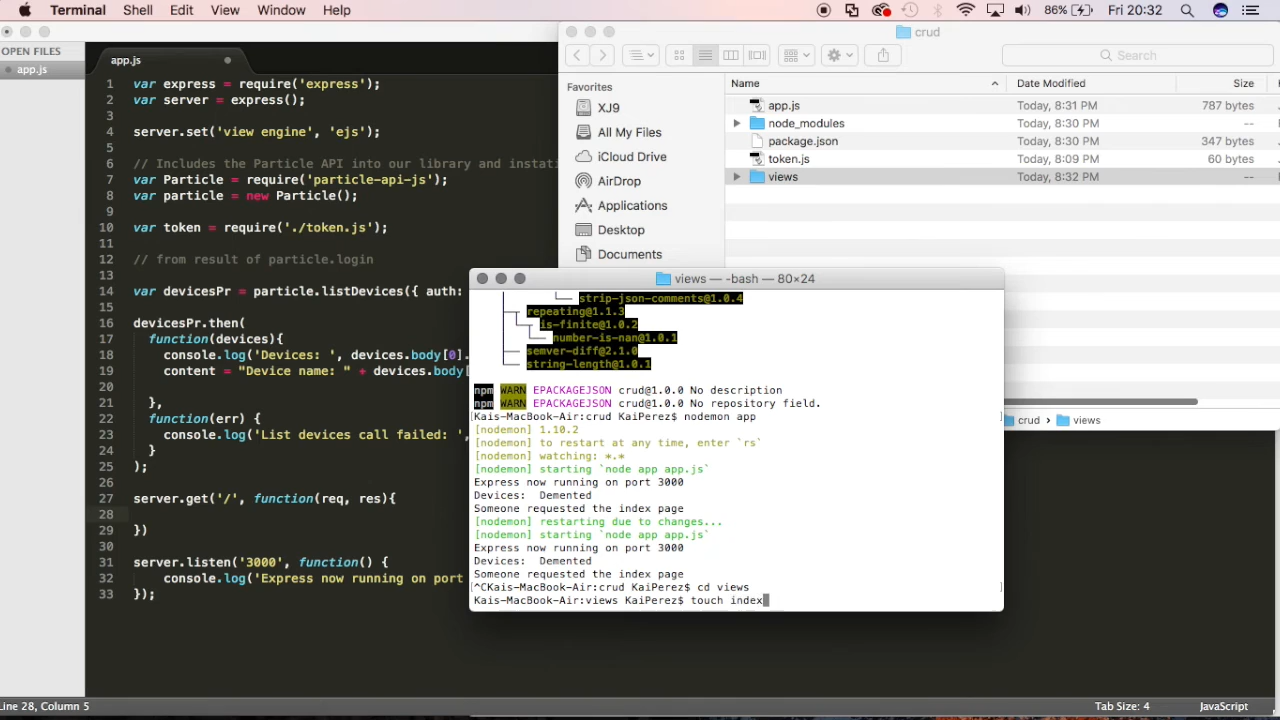 Terminal Shell Edit View Window Help 86% Fri 20:32
OPEN FILES
app.js
app.js
1 var express = require('express');
2 var server = express();
3
4 server.set('view engine', 'ejs');
5
6 // Includes the Particle API into our library and instati
7 var Particle = require('particle-api-js');
8 var particle = new Particle();
9
10 var token = require('./token.js');
11
12 // from result of particle.login
13
14 var devicesPr = particle.listDevices({ auth:
15
16 devicesPr.then(
17 function(devices){
18 console.log('Devices: ', devices.body[0].
19 content = "Device name: " + devices.body[
20
21 },
22 function(err) {
23 console.log('List devices call failed: ',
24 }
25 );
26
27 server.get('/', function(req, res){
28
29 })
30
31 server.listen('3000', function() {
32 console.log('Express now running on port
33 });
Line 28, Column 5
Tab Size: 4 JavaScript
crud
Search
Favorites
XJ9
All My Files
iCloud Drive
AirDrop
Applications
Desktop
Documents
Name Date Modified Size
app.js Today, 8:31 PM 787 bytes
node_modules Today, 8:30 PM --
package.json Today, 8:30 PM 347 bytes
token.js Today, 8:09 PM 60 bytes
views Today, 8:32 PM --
crud › views
views — -bash — 80×24
strip-json-comments@1.0.4
repeating@1.1.3
is-finite@1.0.2
number-is-nan@1.0.1
semver-diff@2.1.0
string-length@1.0.1
npm WARN EPACKAGEJSON crud@1.0.0 No description
npm WARN EPACKAGEJSON crud@1.0.0 No repository field.
[Kais-MacBook-Air:crud KaiPerez$ nodemon app ]
[nodemon] 1.10.2
[nodemon] to restart at any time, enter `rs`
[nodemon] watching: *.*
[nodemon] starting `node app app.js`
Express now running on port 3000
Devices:  Demented
Someone requested the index page
[nodemon] restarting due to changes...
[nodemon] starting `node app app.js`
Express now running on port 3000
Devices:  Demented
Someone requested the index page
[^CKais-MacBook-Air:crud KaiPerez$ cd views ]
Kais-MacBook-Air:views KaiPerez$ touch index